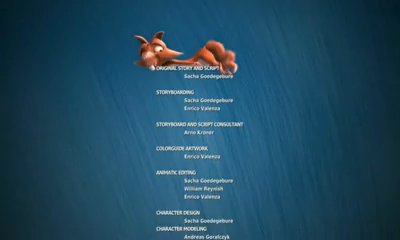 ORIGINAL STORY AND SCRIPT
Sacha Goedegebure
STORYBOARDING
Sacha Goedegebure
Enrico Valenza
STORYBOARD AND SCRIPT CONSULTANT
Arno Kroner
COLORGUIDE ARTWORK
Enrico Valenza
ANIMATIC EDITING
Sacha Goedegebure
William Reynish
Enrico Valenza
CHARACTER DESIGN
Sacha Goedegebure
CHARACTER MODELING
Andreas Goralczyk